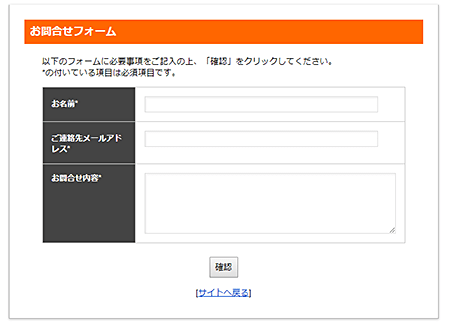 お問合せフォーム
以下のフォームに必要事項をご記入の上、「確認」をクリックしてください。
*の付いている項目は必須項目です。
お名前*
ご連絡先メールアド
レス*
お問合せ内容*
確認
[サイトへ戻る]